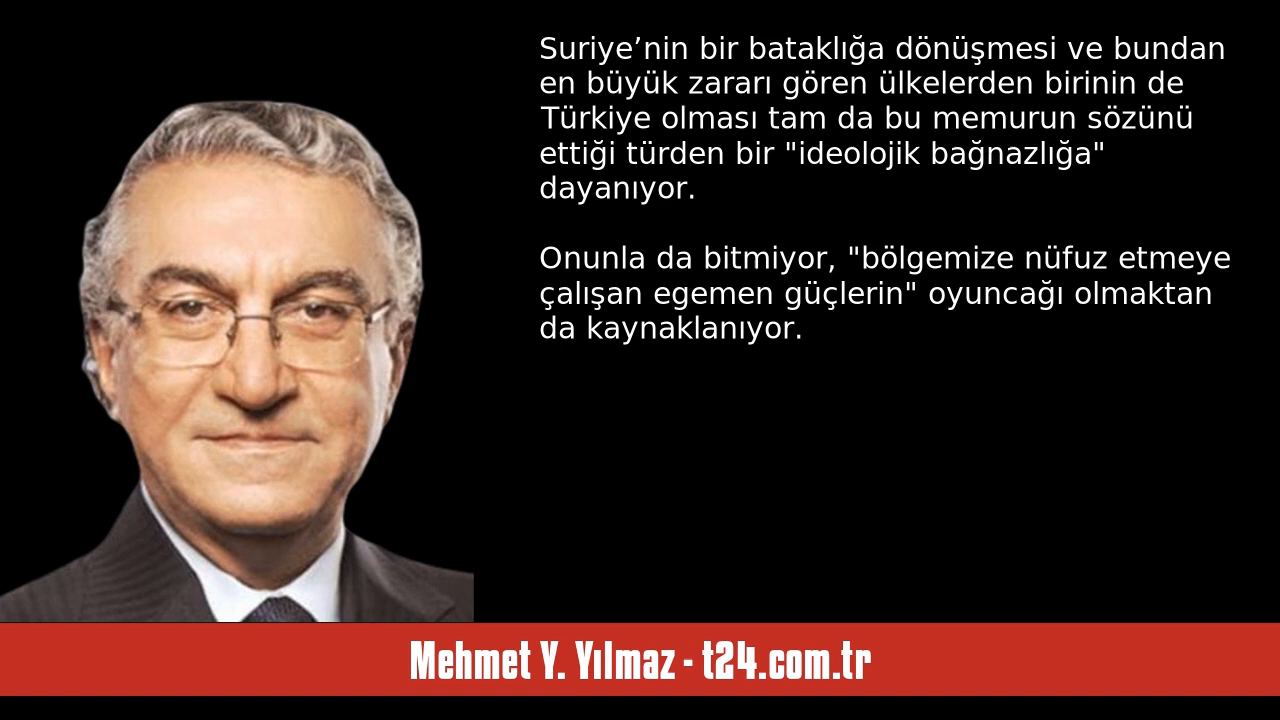 Suriye’nin bir bataklığa dönüşmesi ve bundan
en büyük zararı gören ülkelerden birinin de
Türkiye olması tam da bu memurun sözünü
ettiği türden bir "ideolojik bağnazlığa"
dayanıyor.
Onunla da bitmiyor, "bölgemize nüfuz etmeye
çalışan egemen güçlerin" oyuncağı olmaktan
da kaynaklanıyor.
Mehmet Y. Yılmaz - t24.com.tr